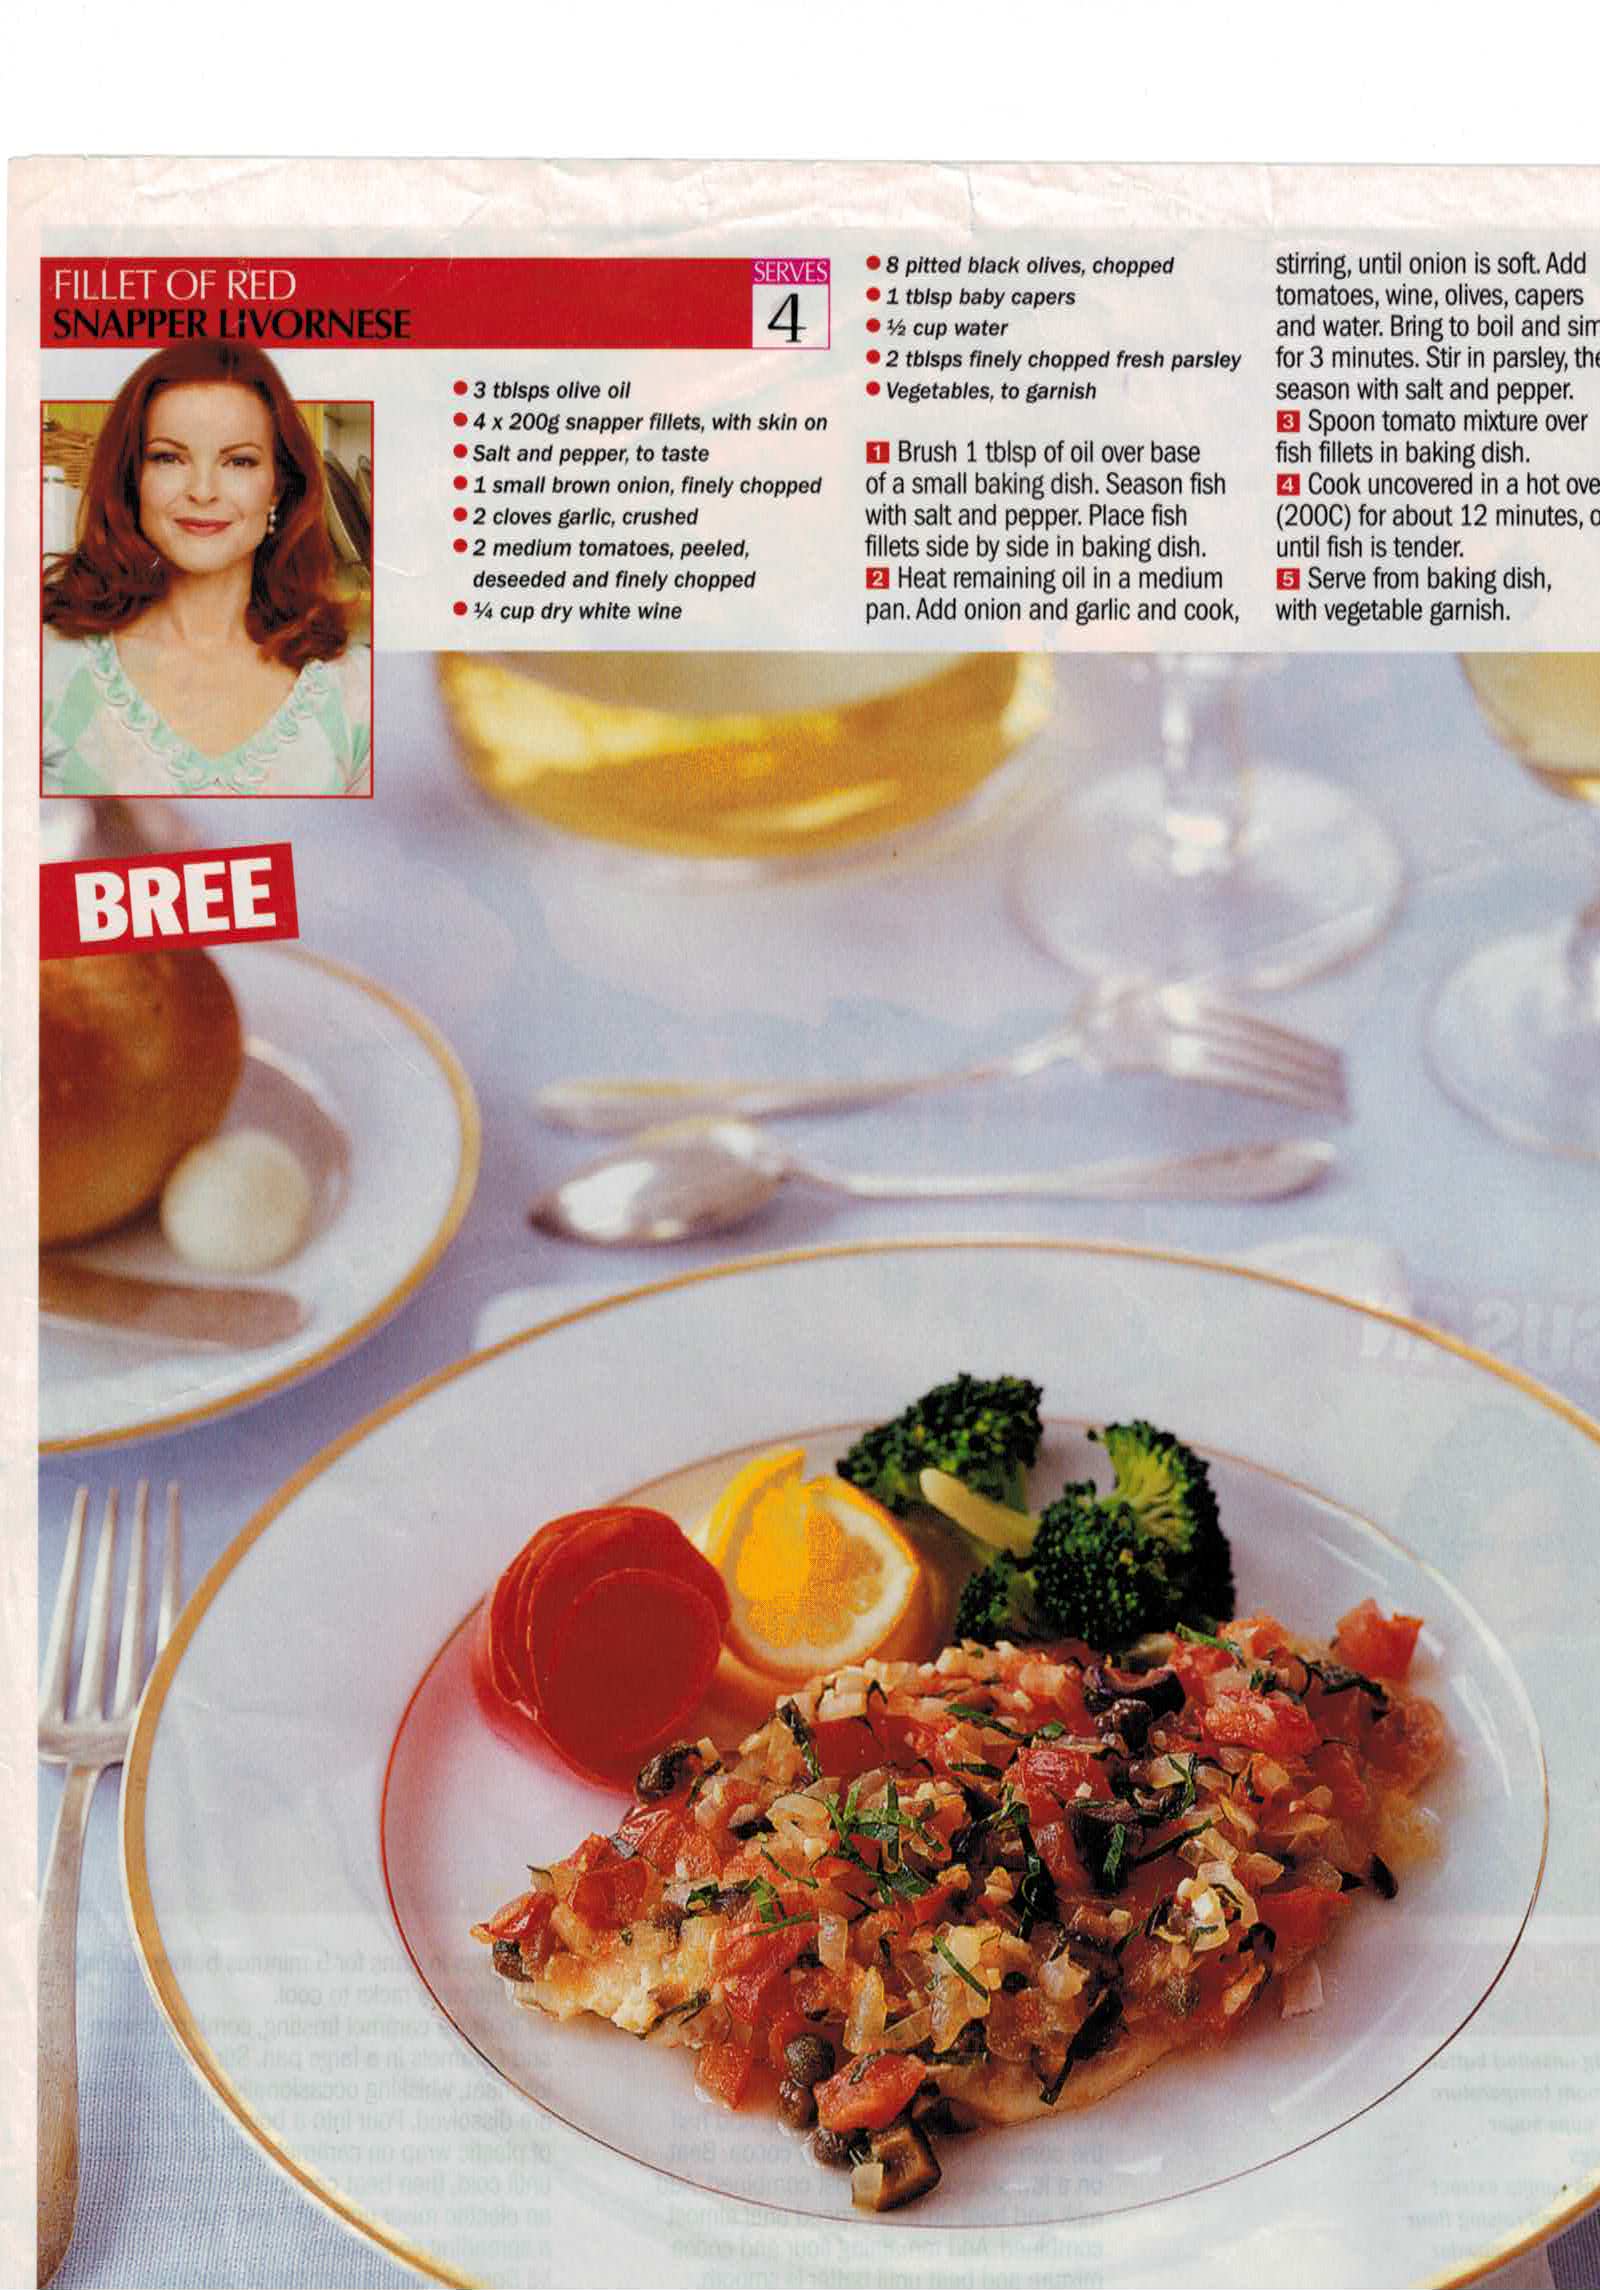 FILLET OF RED
SNAPPER LIVORNESE
SERVES
4
● 3 tblsps olive oil
● 4 x 200g snapper fillets, with skin on
● Salt and pepper, to taste
● 1 small brown onion, finely chopped
● 2 cloves garlic, crushed
● 2 medium tomatoes, peeled,
deseeded and finely chopped
● ¼ cup dry white wine
● 8 pitted black olives, chopped
● 1 tblsp baby capers
● ½ cup water
● 2 tblsps finely chopped fresh parsley
● Vegetables, to garnish
1 Brush 1 tblsp of oil over base
of a small baking dish. Season fish
with salt and pepper. Place fish
fillets side by side in baking dish.
2 Heat remaining oil in a medium
pan. Add onion and garlic and cook,
stirring, until onion is soft. Add
tomatoes, wine, olives, capers
and water. Bring to boil and sim
for 3 minutes. Stir in parsley, the
season with salt and pepper.
3 Spoon tomato mixture over
fish fillets in baking dish.
4 Cook uncovered in a hot ove
(200C) for about 12 minutes, o
until fish is tender.
5 Serve from baking dish,
with vegetable garnish.
BREE